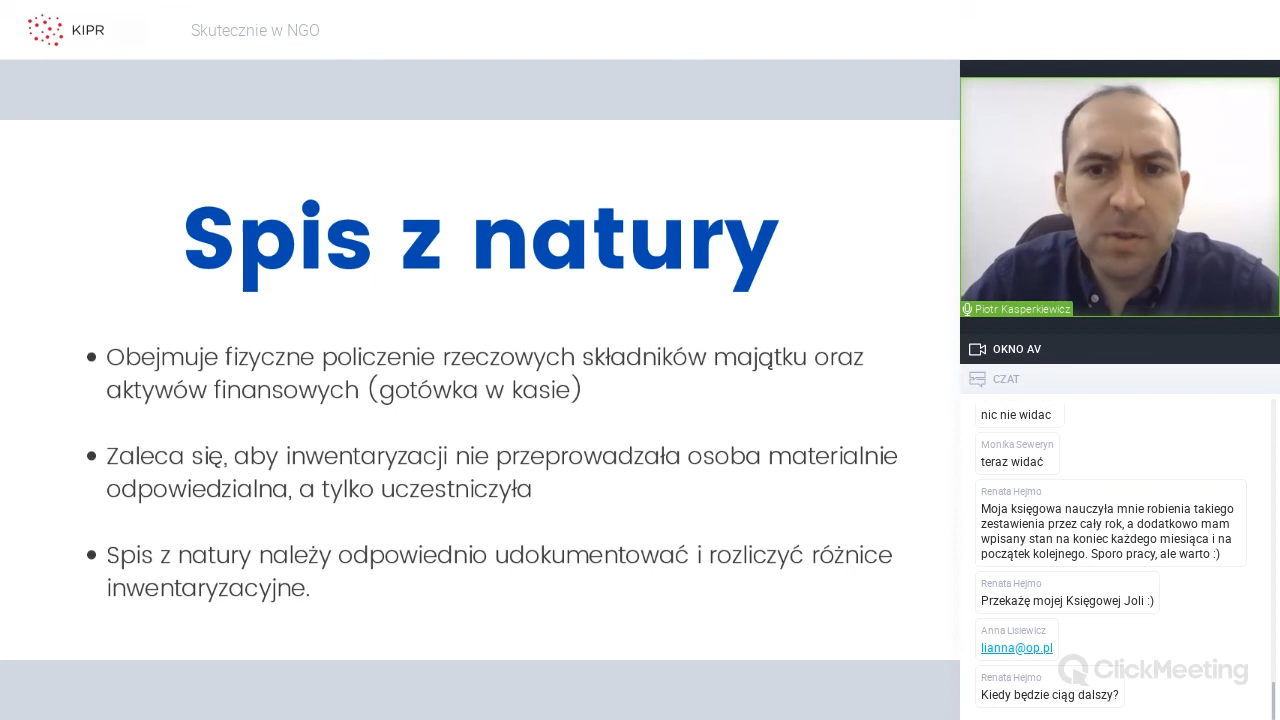 KIPR
Skutecznie w NGO
Spis z natury
• Obejmuje fizyczne policzenie rzeczowych składników majątku oraz
aktywów finansowych (gotówka w kasie)
• Zaleca się, aby inwentaryzacji nie przeprowadzała osoba materialnie
odpowiedzialna, a tylko uczestniczyła
• Spis z natury należy odpowiednio udokumentować i rozliczyć różnice
inwentaryzacyjne.
Piotr Kasperkiewicz
OKNO AV
CZAT
nic nie widac
Monika Seweryn
teraz widać
Renata Hejmo
Moja księgowa nauczyła mnie robienia takiego
zestawienia przez cały rok, a dodatkowo mam
wpisany stan na koniec każdego miesiąca i na
początek kolejnego. Sporo pracy, ale warto :)
Renata Hejmo
Przekażę mojej Księgowej Joli :)
Anna Lisiewicz
lianna@op.pl
ClickMeeting
Renata Hejmo
Kiedy będzie ciąg dalszy?